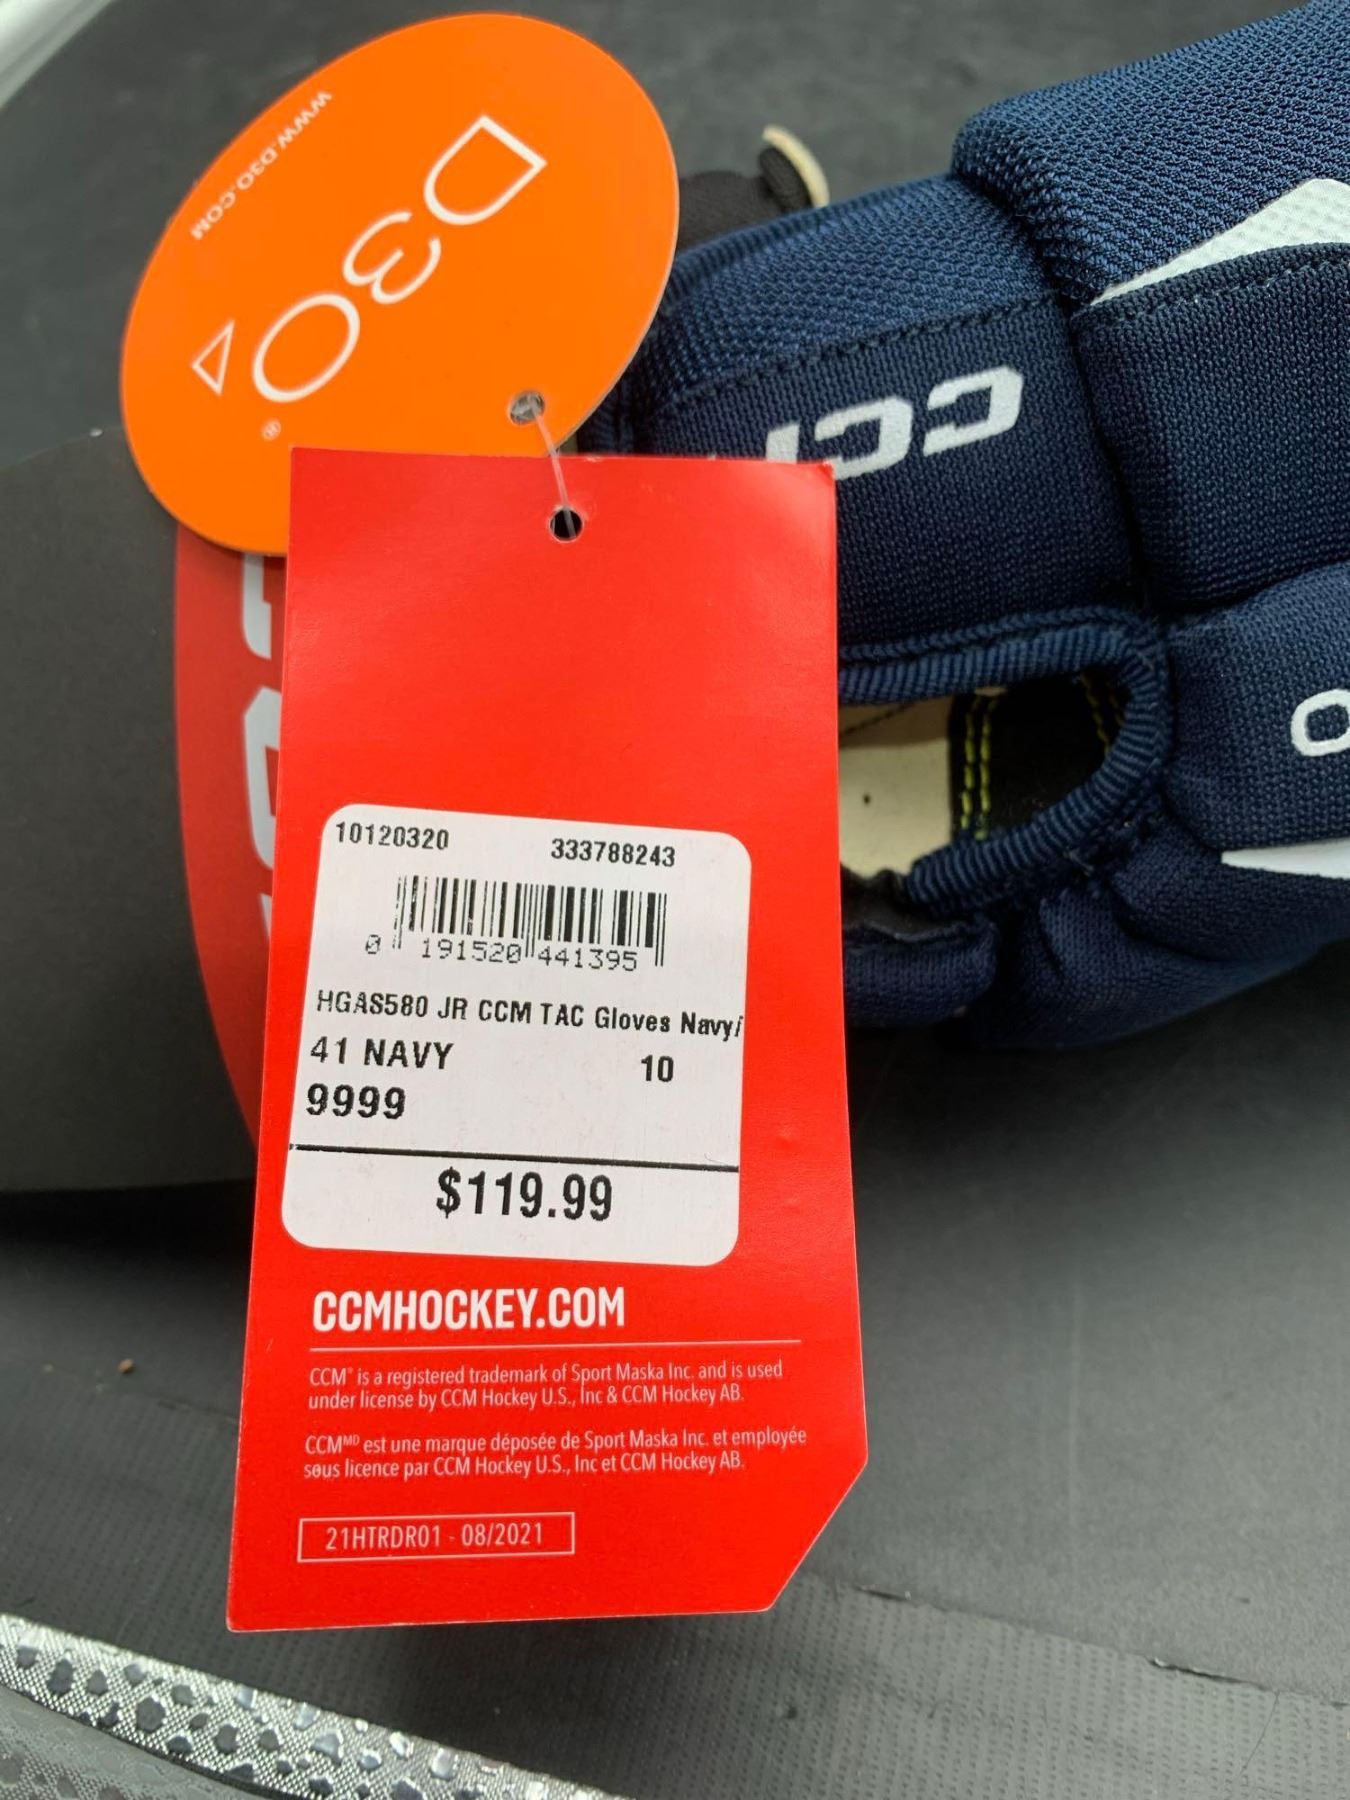 WWW.D3O.COM
D3O
®
10120320 333788243
0 191520 441395
HGAS580 JR CCM TAC Gloves Navy/
41 NAVY 10
9999
$119.99
CCMHOCKEY.COM
CCM® is a registered trademark of Sport Maska Inc. and is used
under license by CCM Hockey U.S., Inc & CCM Hockey AB.
CCMMD est une marque déposée de Sport Maska Inc. et employée
sous licence par CCM Hockey U.S., Inc et CCM Hockey AB.
21HTRDR01 - 08/2021